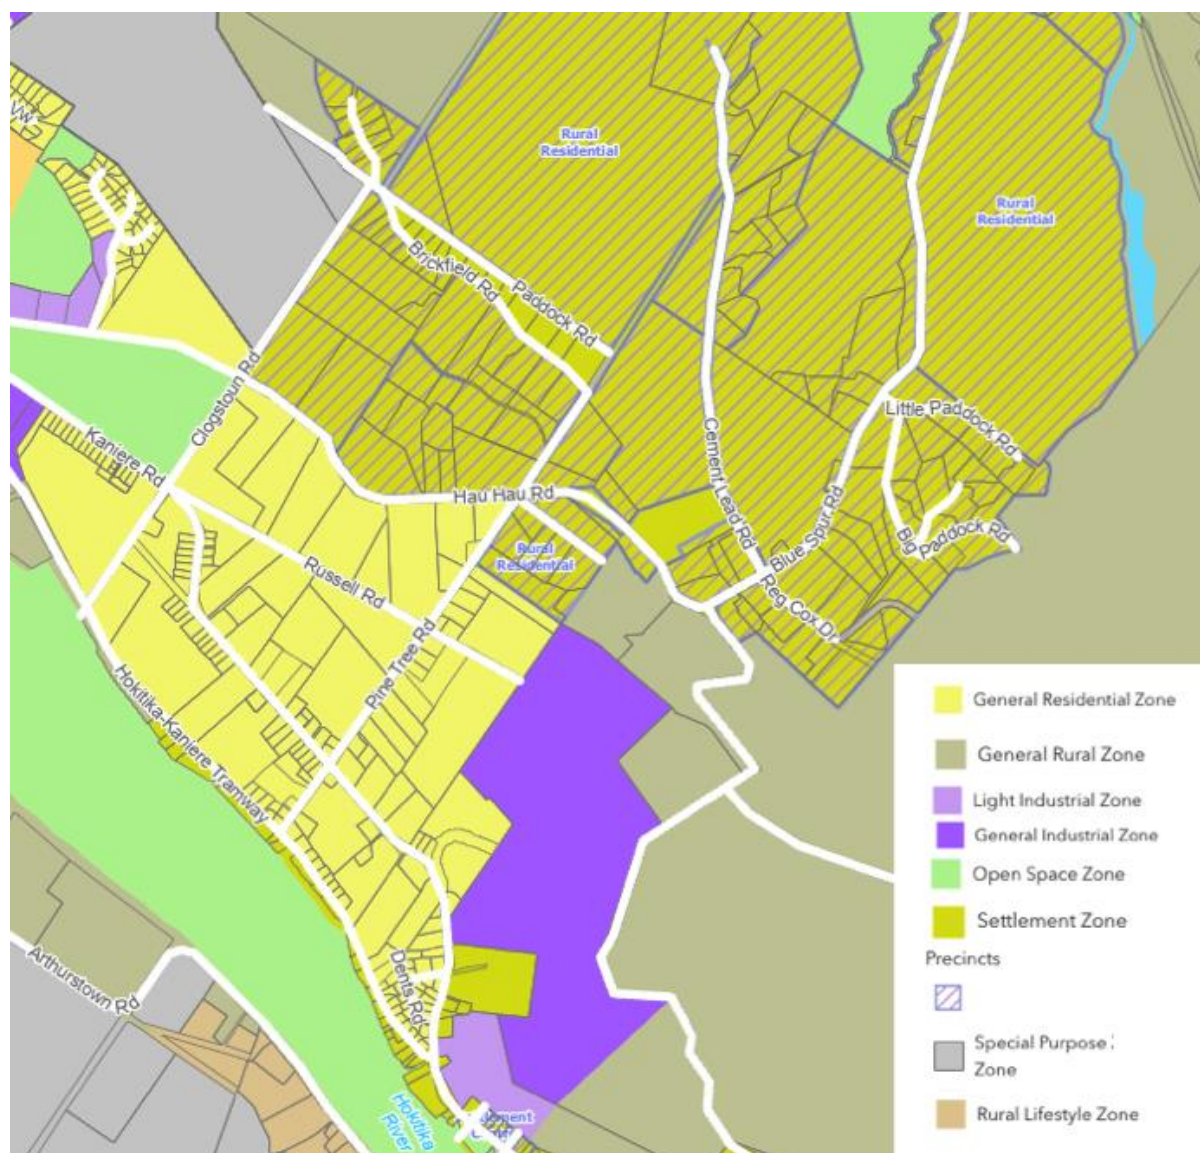 Vw
Rural
Residential
Rural
Residential
Brickfield Rd
Paddock Rd
Clogstoun Rd
Kaniere Rd
Little Paddock Rd
Cement Lead Rd
Hau Hau Rd
Blue Spur Rd
Big
Paddock Rd
Rural
Residential
Russell Rd
Reg Cox Dr
Pine Tree Rd
Hokitika-Kaniere Tramway
Dents Rd
Arthurstown Rd
Hokitika
River
General Residential Zone
General Rural Zone
Light Industrial Zone
General Industrial Zone
Open Space Zone
Settlement Zone
Precincts
Special Purpose :
Zone
Rural Lifestyle Zone